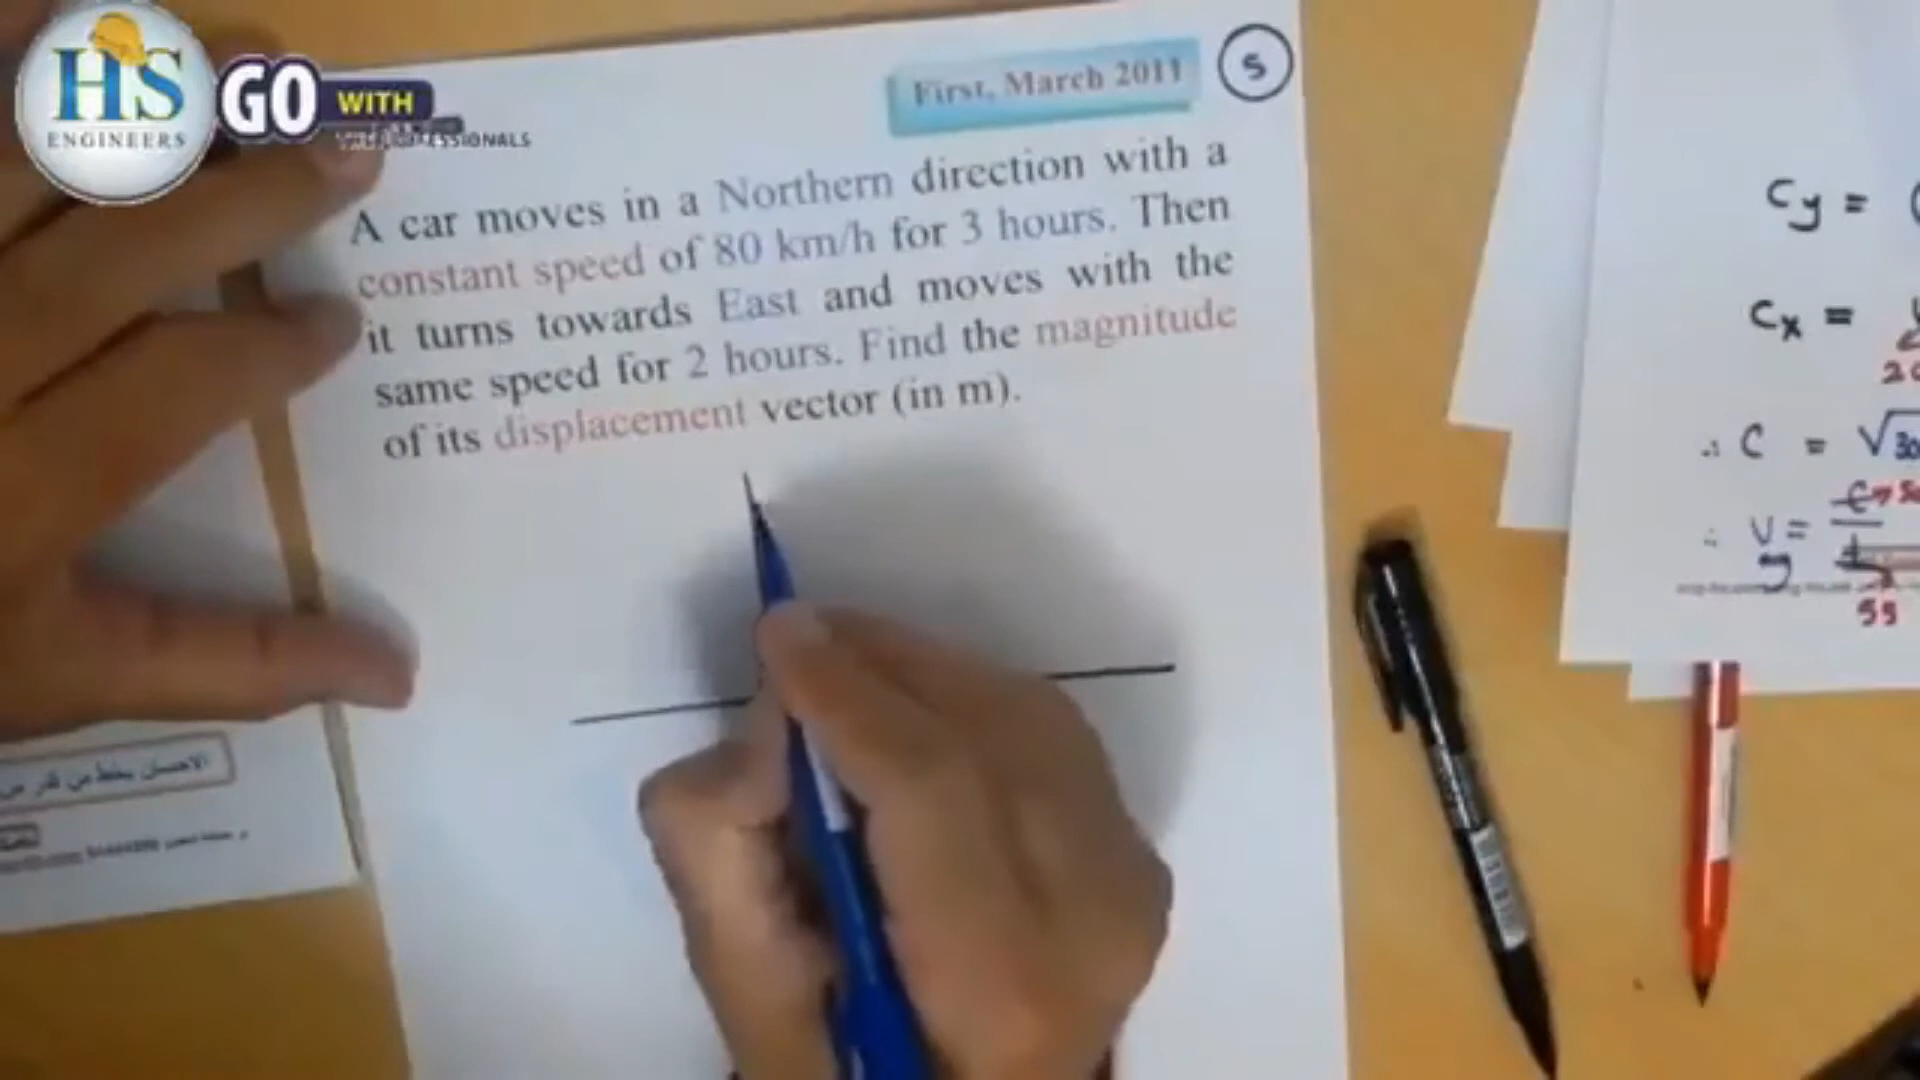 HS
ENGINEERS
GO
WITH
First, March 2011
5
A car moves in a Northern direction with a
constant speed of 80 km/h for 3 hours. Then
it turns towards East and moves with the
same speed for 2 hours. Find the magnitude
of its displacement vector (in m).
Cy =
Cx =
∴ C = √30
∴ V =
55